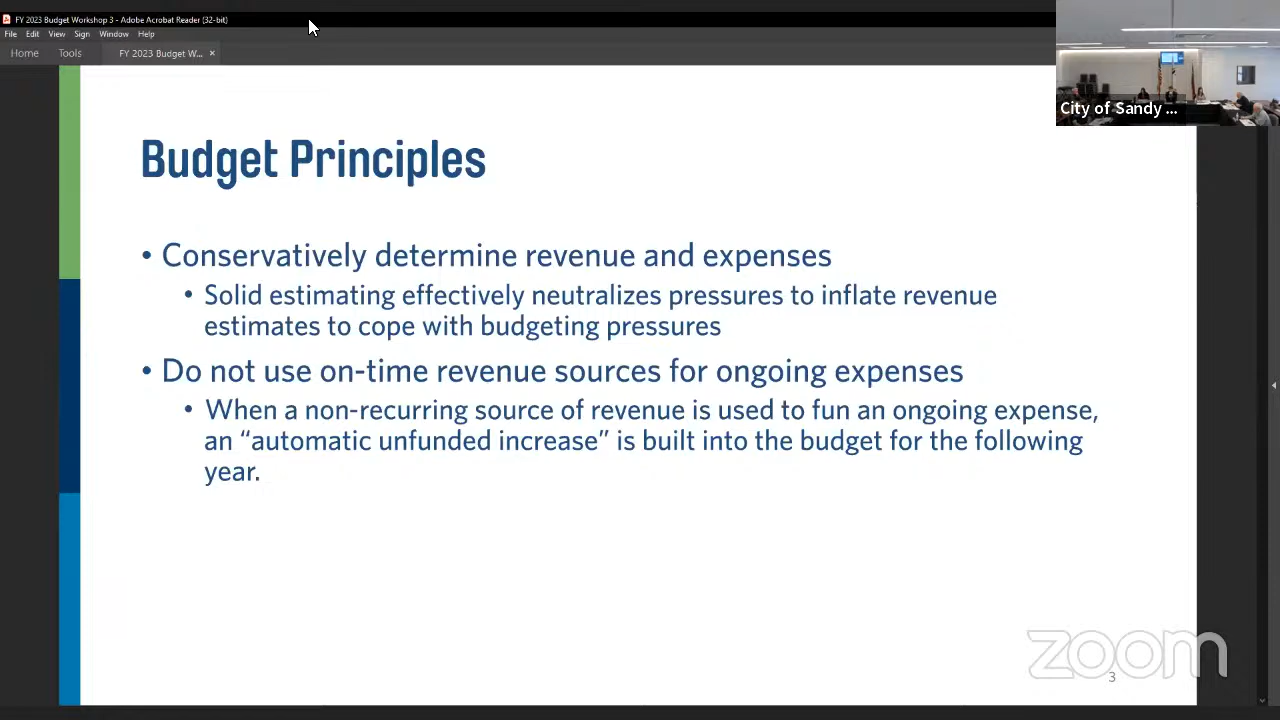 FY 2023 Budget Workshop 3 - Adobe Acrobat Reader (32-bit)
File Edit View Sign Window Help
Home Tools FY 2023 Budget W... ×
City of Sandy ...
Budget Principles
• Conservatively determine revenue and expenses
• Solid estimating effectively neutralizes pressures to inflate revenue
estimates to cope with budgeting pressures
• Do not use on-time revenue sources for ongoing expenses
• When a non-recurring source of revenue is used to fun an ongoing expense,
an “automatic unfunded increase” is built into the budget for the following
year.
zoom
3